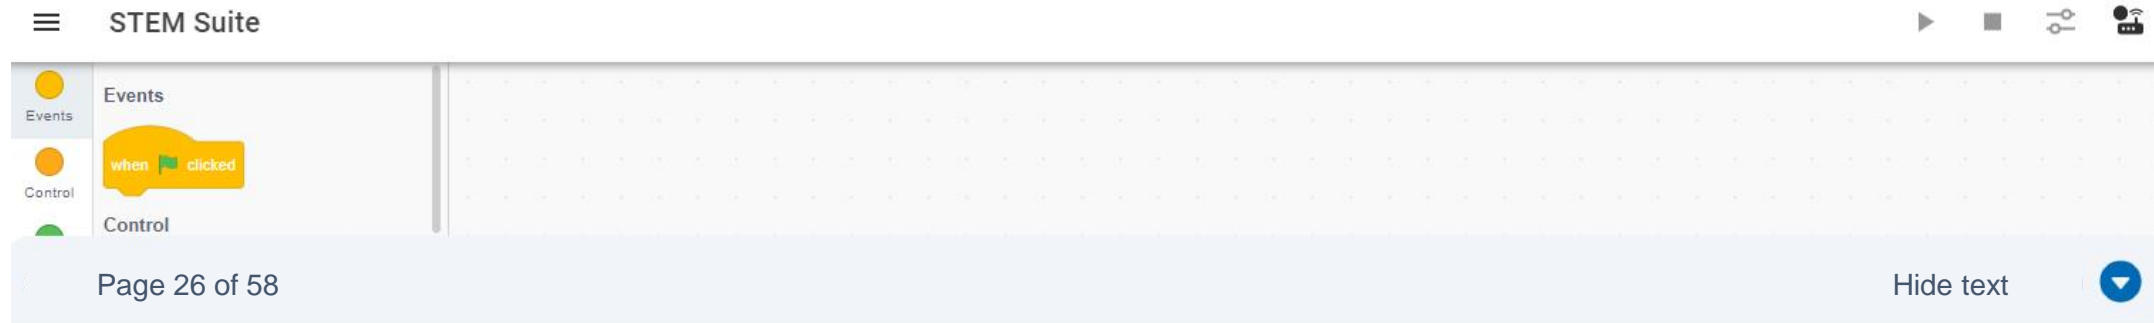 STEM Suite
Events
Events
when clicked
Control
Control
Page 26 of 58
Hide text